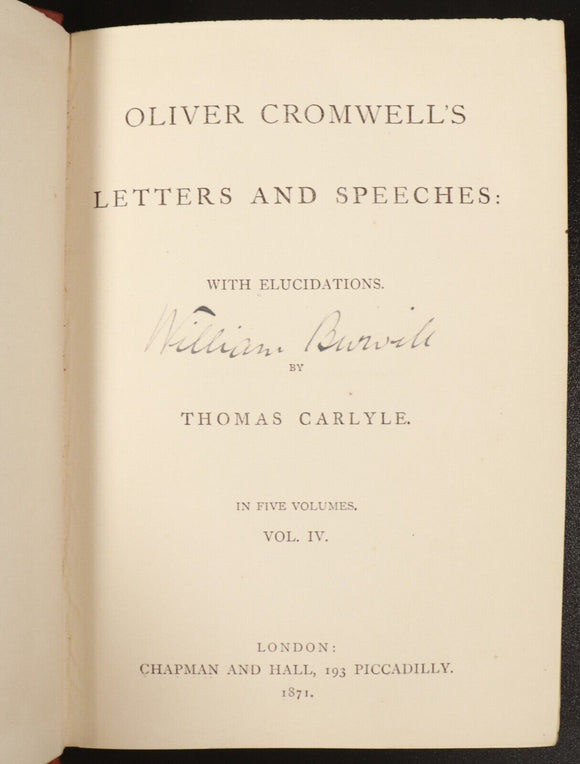 OLIVER CROMWELL'S
LETTERS AND SPEECHES:
WITH ELUCIDATIONS.
William Burvill
BY
THOMAS CARLYLE.
IN FIVE VOLUMES.
VOL. IV.
LONDON:
CHAPMAN AND HALL, 193 PICCADILLY.
1871.